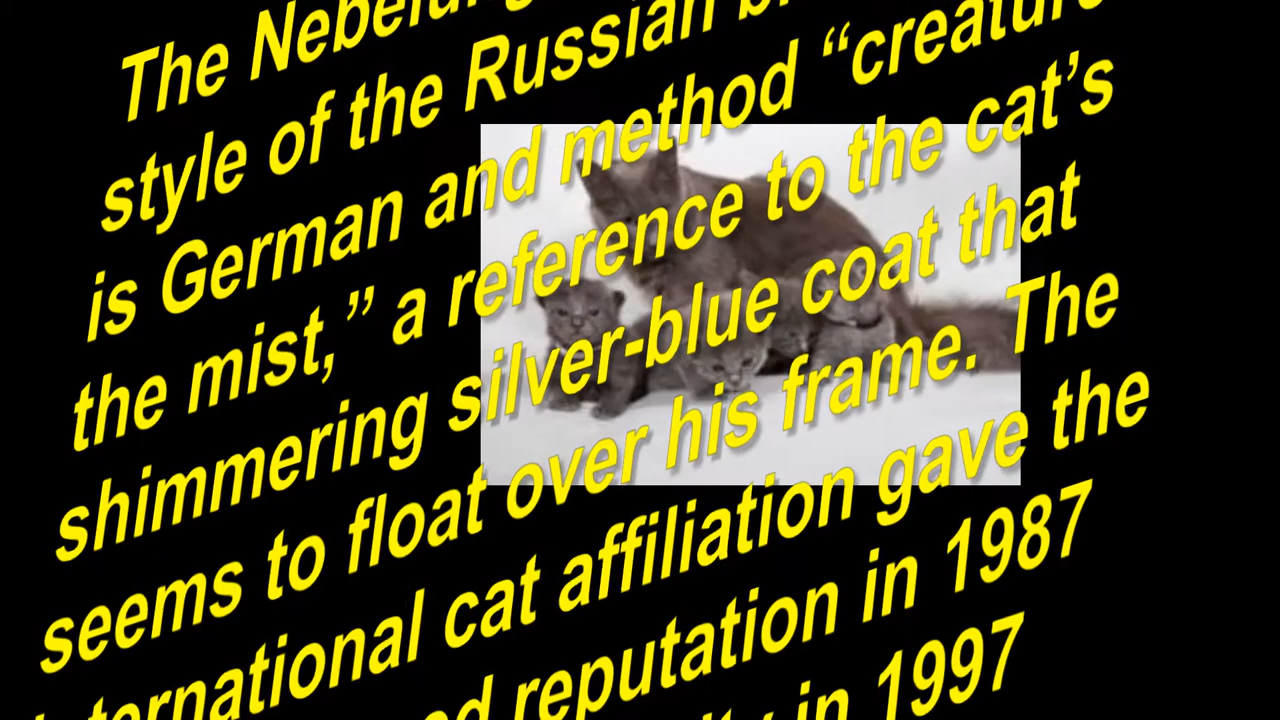 The
style of the Russian
is German and method “creature
the mist,” a reference to the cat’s
shimmering silver-blue coat that
seems to float over his frame. The
international cat affiliation gave the
reputation in 1987
in 1997